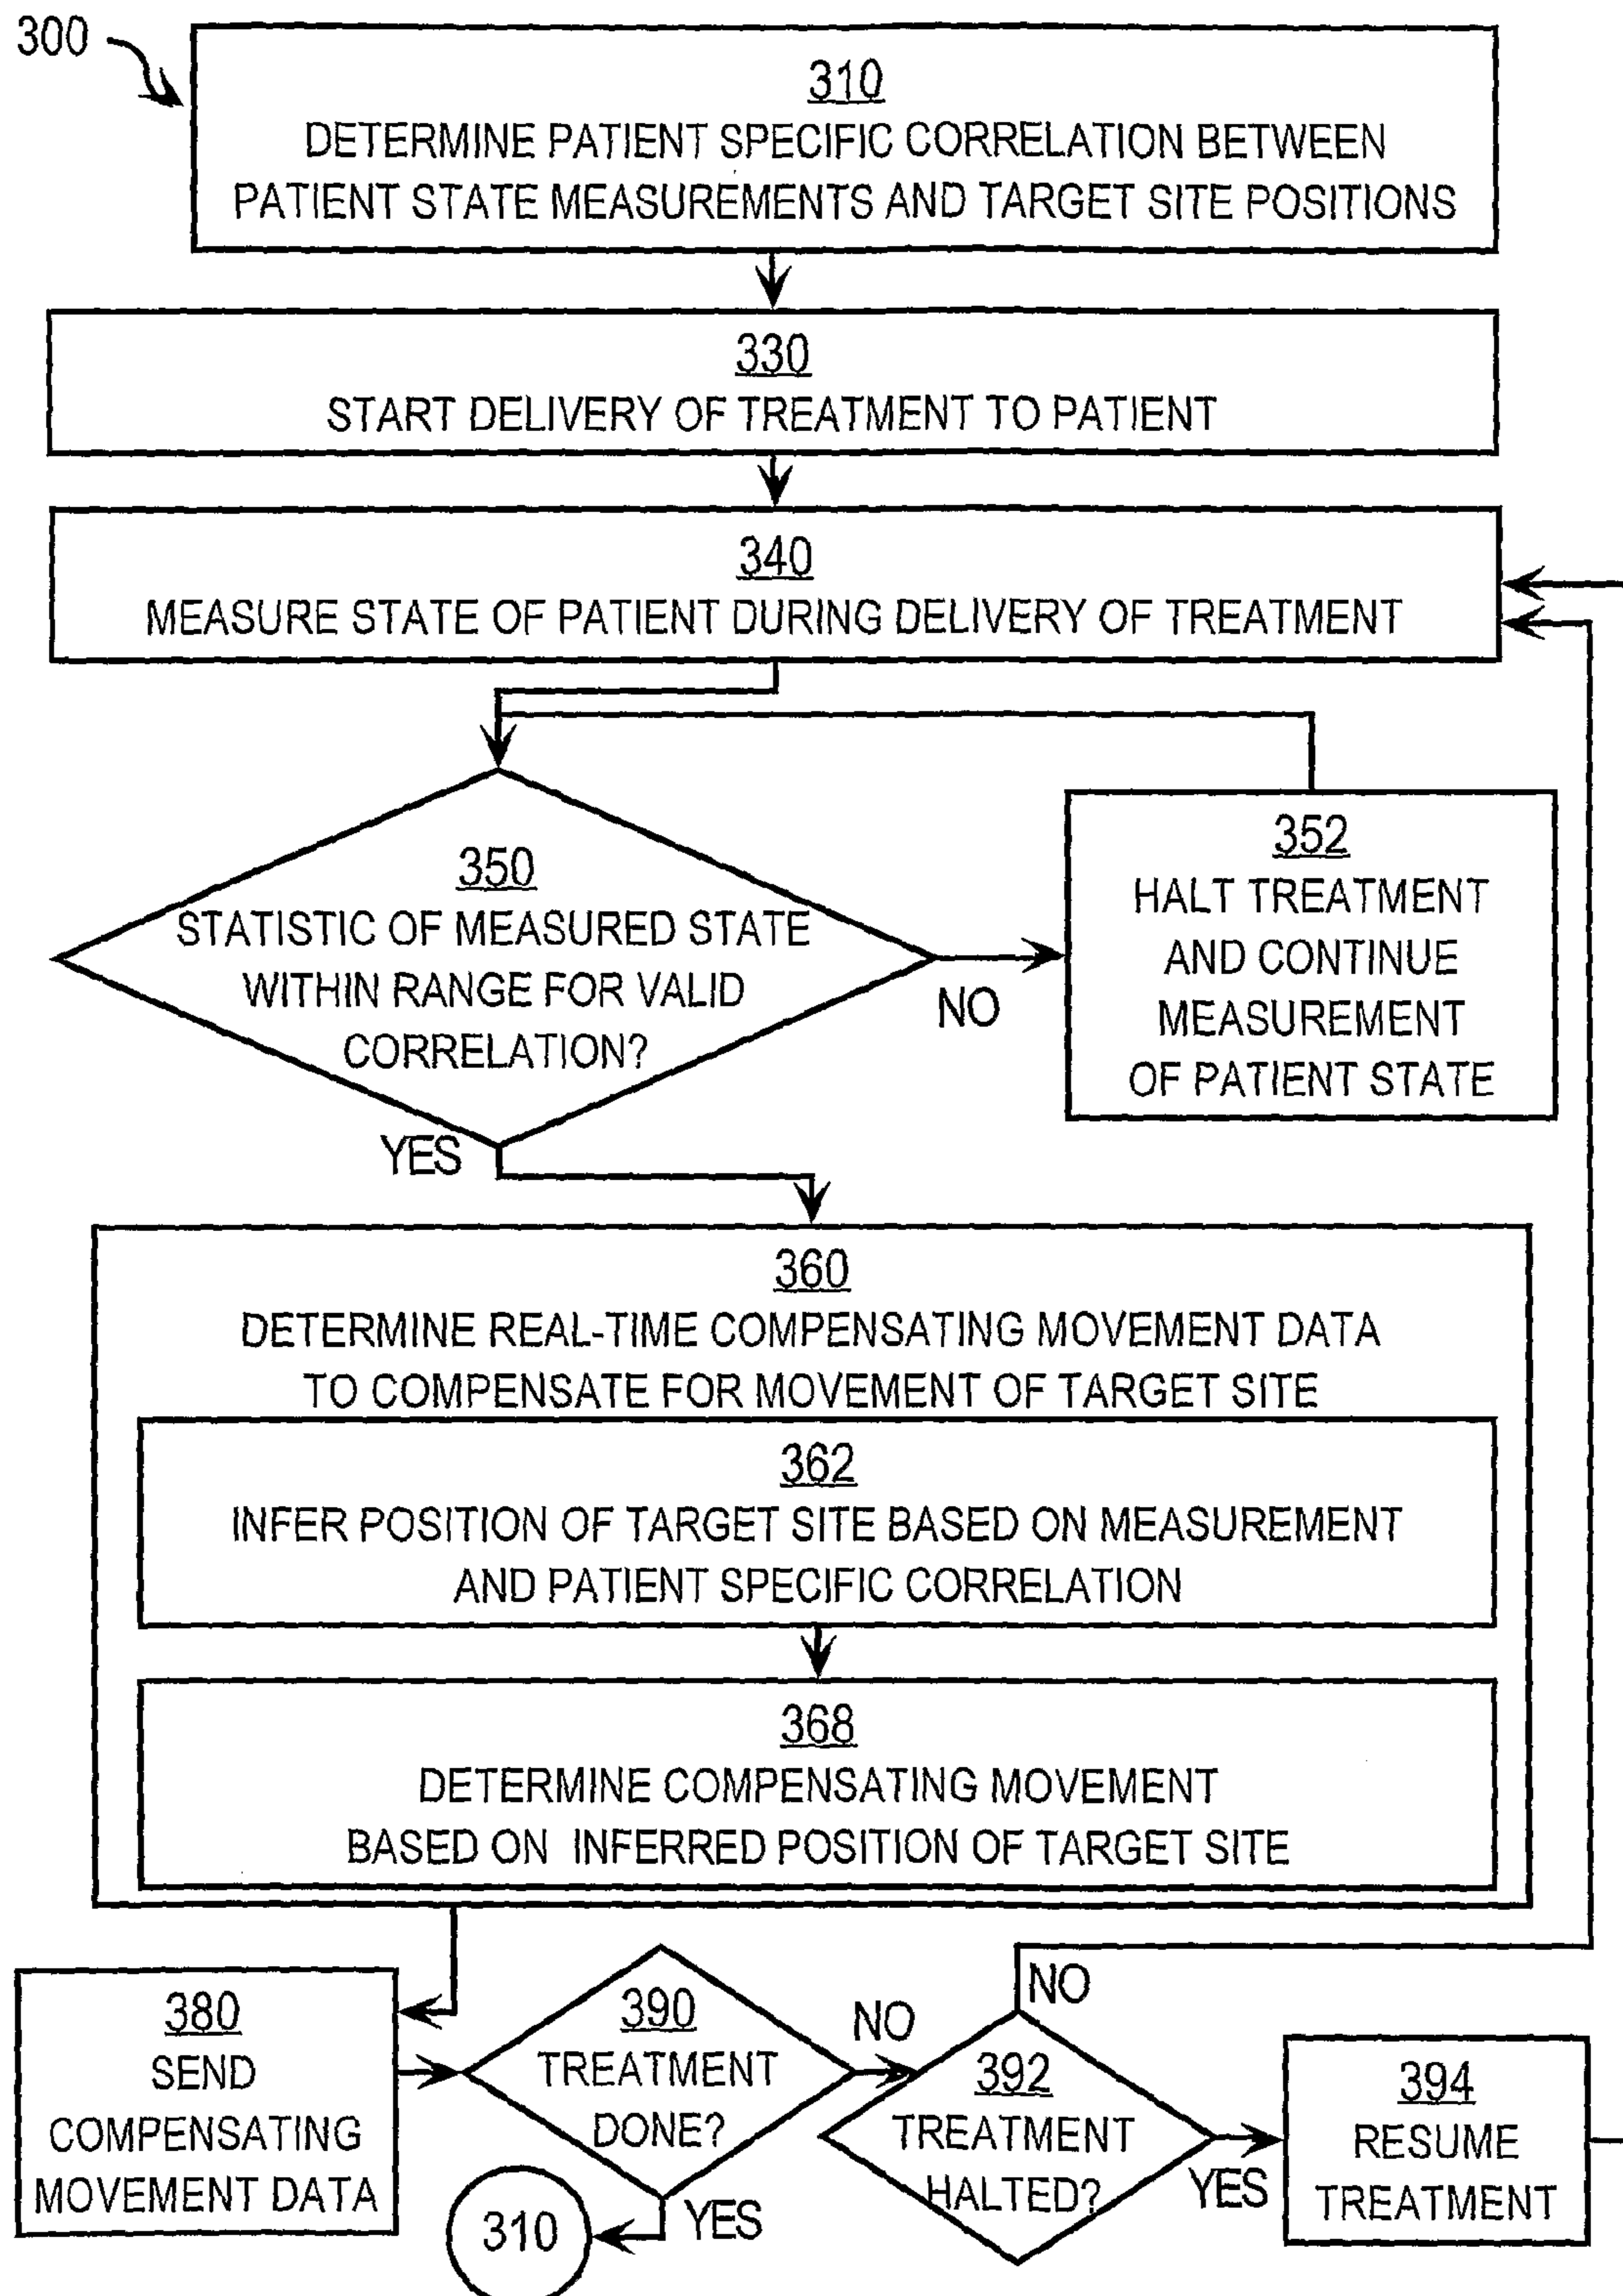 300
310
DETERMINE PATIENT SPECIFIC CORRELATION BETWEEN
PATIENT STATE MEASUREMENTS AND TARGET SITE POSITIONS
330
START DELIVERY OF TREATMENT TO PATIENT
340
MEASURE STATE OF PATIENT DURING DELIVERY OF TREATMENT
350
STATISTIC OF MEASURED STATE
WITHIN RANGE FOR VALID
CORRELATION?
NO
352
HALT TREATMENT
AND CONTINUE
MEASUREMENT
OF PATIENT STATE
YES
360
DETERMINE REAL-TIME COMPENSATING MOVEMENT DATA
TO COMPENSATE FOR MOVEMENT OF TARGET SITE
362
INFER POSITION OF TARGET SITE BASED ON MEASUREMENT
AND PATIENT SPECIFIC CORRELATION
368
DETERMINE COMPENSATING MOVEMENT
BASED ON INFERRED POSITION OF TARGET SITE
380
SEND
COMPENSATING
MOVEMENT DATA
390
TREATMENT
DONE?
NO
YES
310
392
TREATMENT
HALTED?
NO
YES
394
RESUME
TREATMENT